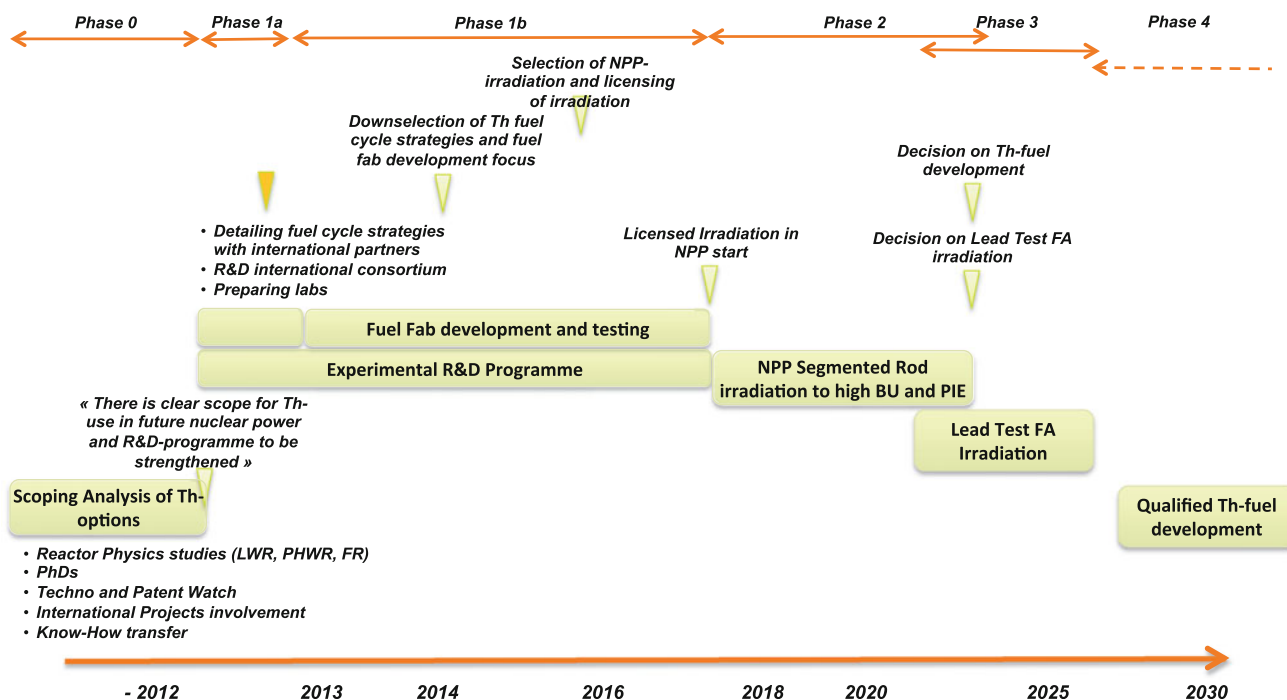 Phase 0
Phase 1a
Phase 1b
Phase 2
Phase 3
Phase 4
Selection of NPP-
irradiation and licensing
of irradiation
Downselection of Th fuel
cycle strategies and fuel
fab development focus
Decision on Th-fuel
development
• Detailing fuel cycle strategies
with international partners
• R&D international consortium
• Preparing labs
Licensed Irradiation in
NPP start
Decision on Lead Test FA
irradiation
Fuel Fab development and testing
Experimental R&D Programme
NPP Segmented Rod
irradiation to high BU and PIE
« There is clear scope for Th-
use in future nuclear power
and R&D-programme to be
strengthened »
Lead Test FA
Irradiation
Scoping Analysis of Th-
options
Qualified Th-fuel
development
• Reactor Physics studies (LWR, PHWR, FR)
• PhDs
• Techno and Patent Watch
• International Projects involvement
• Know-How transfer
- 2012
2013
2014
2016
2018
2020
2025
2030